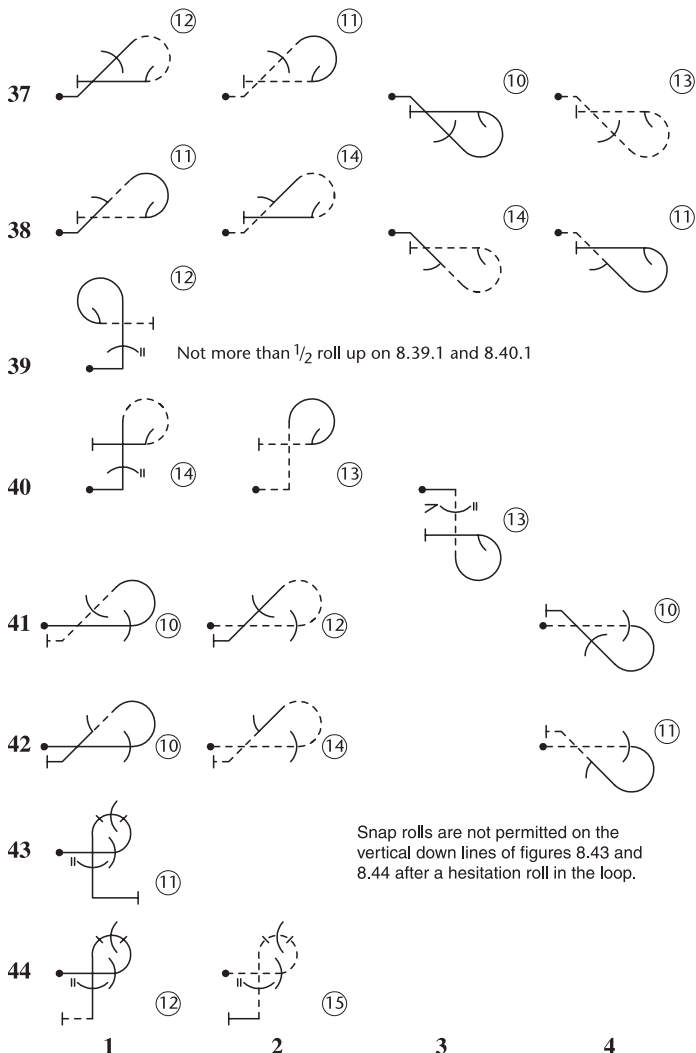 12 11
37 10 13
11 14
38 14 11
12
39 Not more than 1/2 roll up on 8.39.1 and 8.40.1
40 14 13 13
41 10 12 10
42 10 14 11
43 11
Snap rolls are not permitted on the
vertical down lines of figures 8.43 and
8.44 after a hesitation roll in the loop.
44 12 15
1 2 3 4